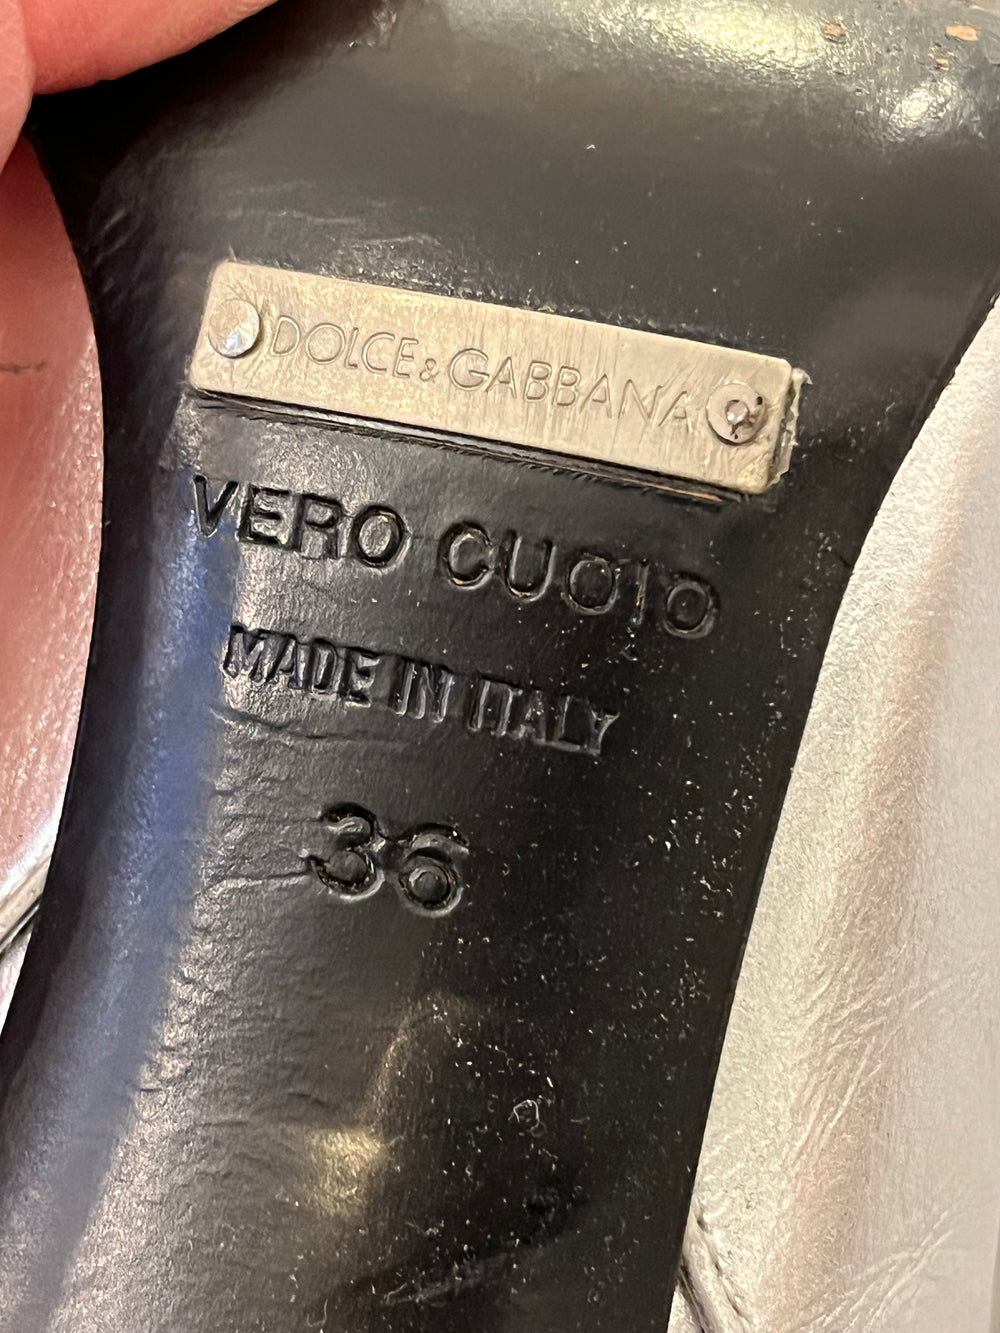 DOLCE & GABBANA
VERO CUOIO
MADE IN ITALY
36